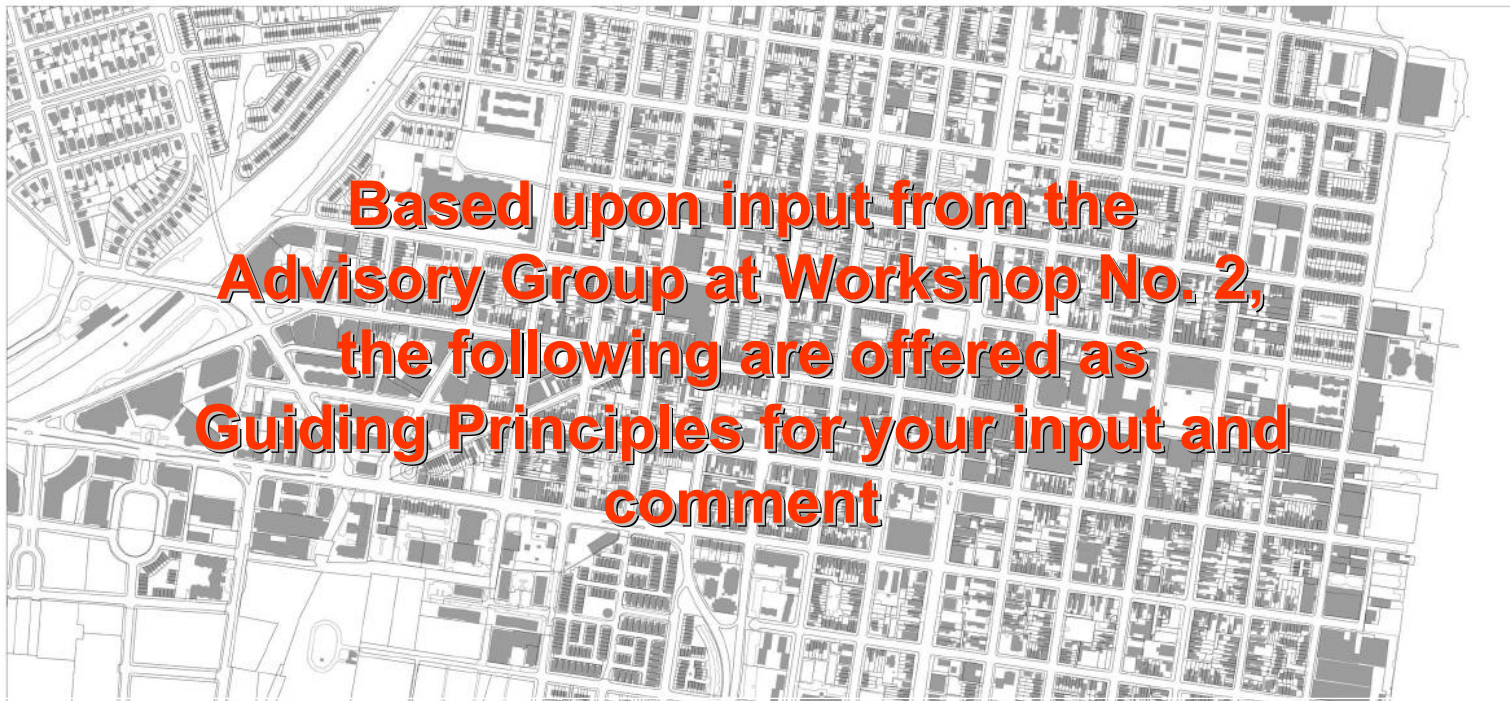 Based upon input from the
Advisory Group at Workshop No. 2,
the following are offered as
Guiding Principles for your input and
comment